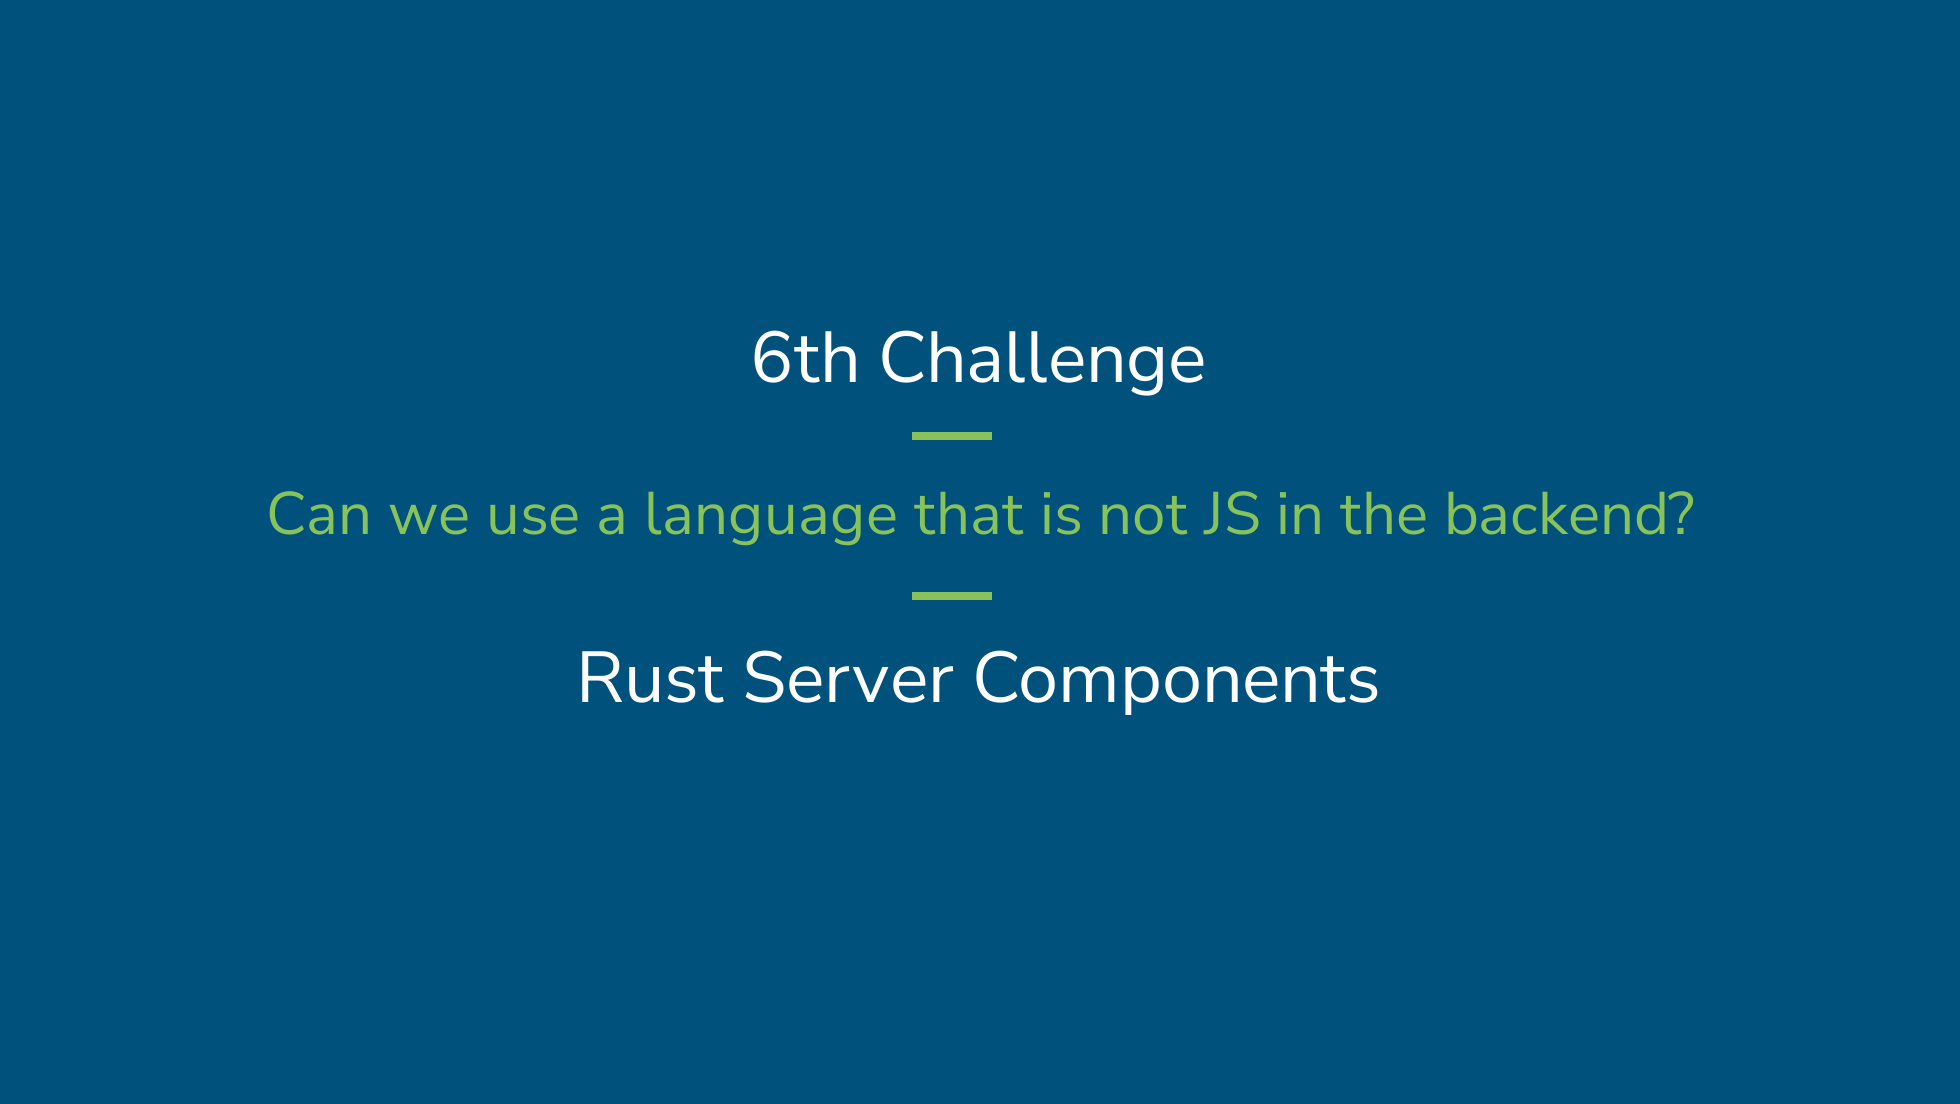 6th Challenge
Can we use a language that is not JS in the backend?
Rust Server Components